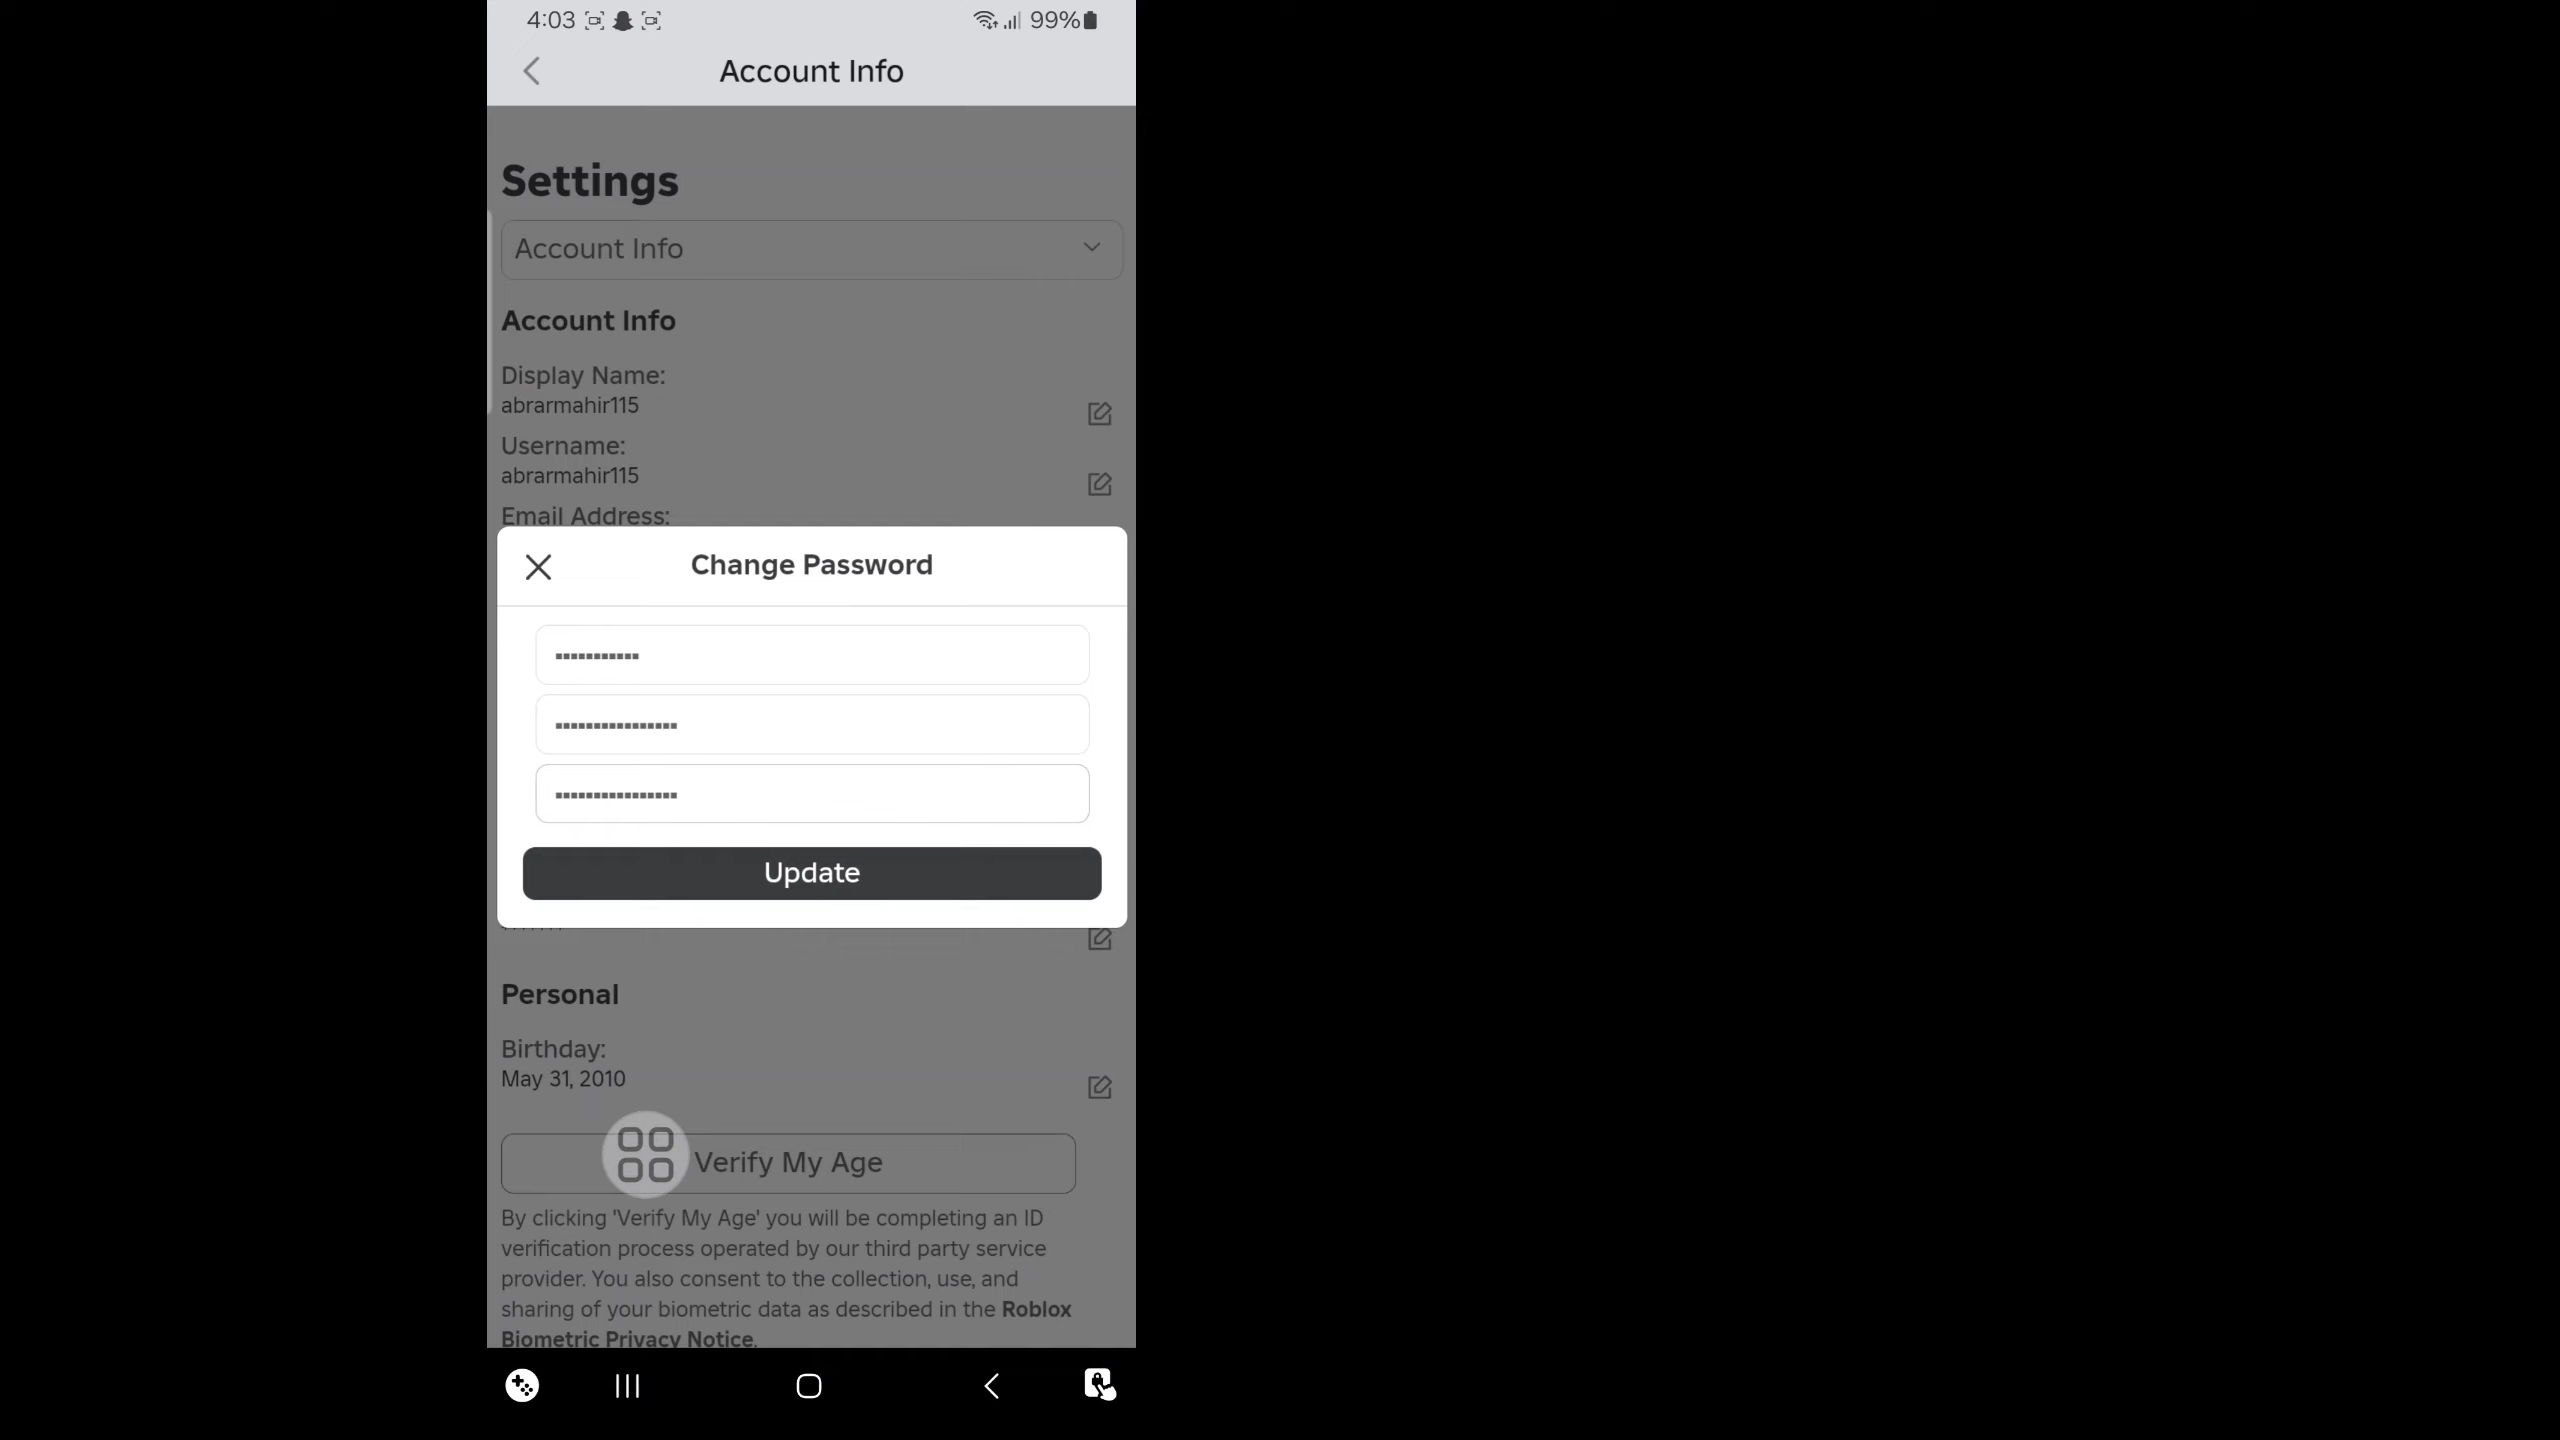 4:03 99%
Account Info
Settings
Account Info
Account Info
Display Name:
abrarmahir115
Username:
abrarmahir115
Email Address:
Change Password
Update
Personal
Birthday:
May 31, 2010
Verify My Age
By clicking 'Verify My Age' you will be completing an ID
verification process operated by our third party service
provider. You also consent to the collection, use, and
sharing of your biometric data as described in the Roblox
Biometric Privacy Notice.